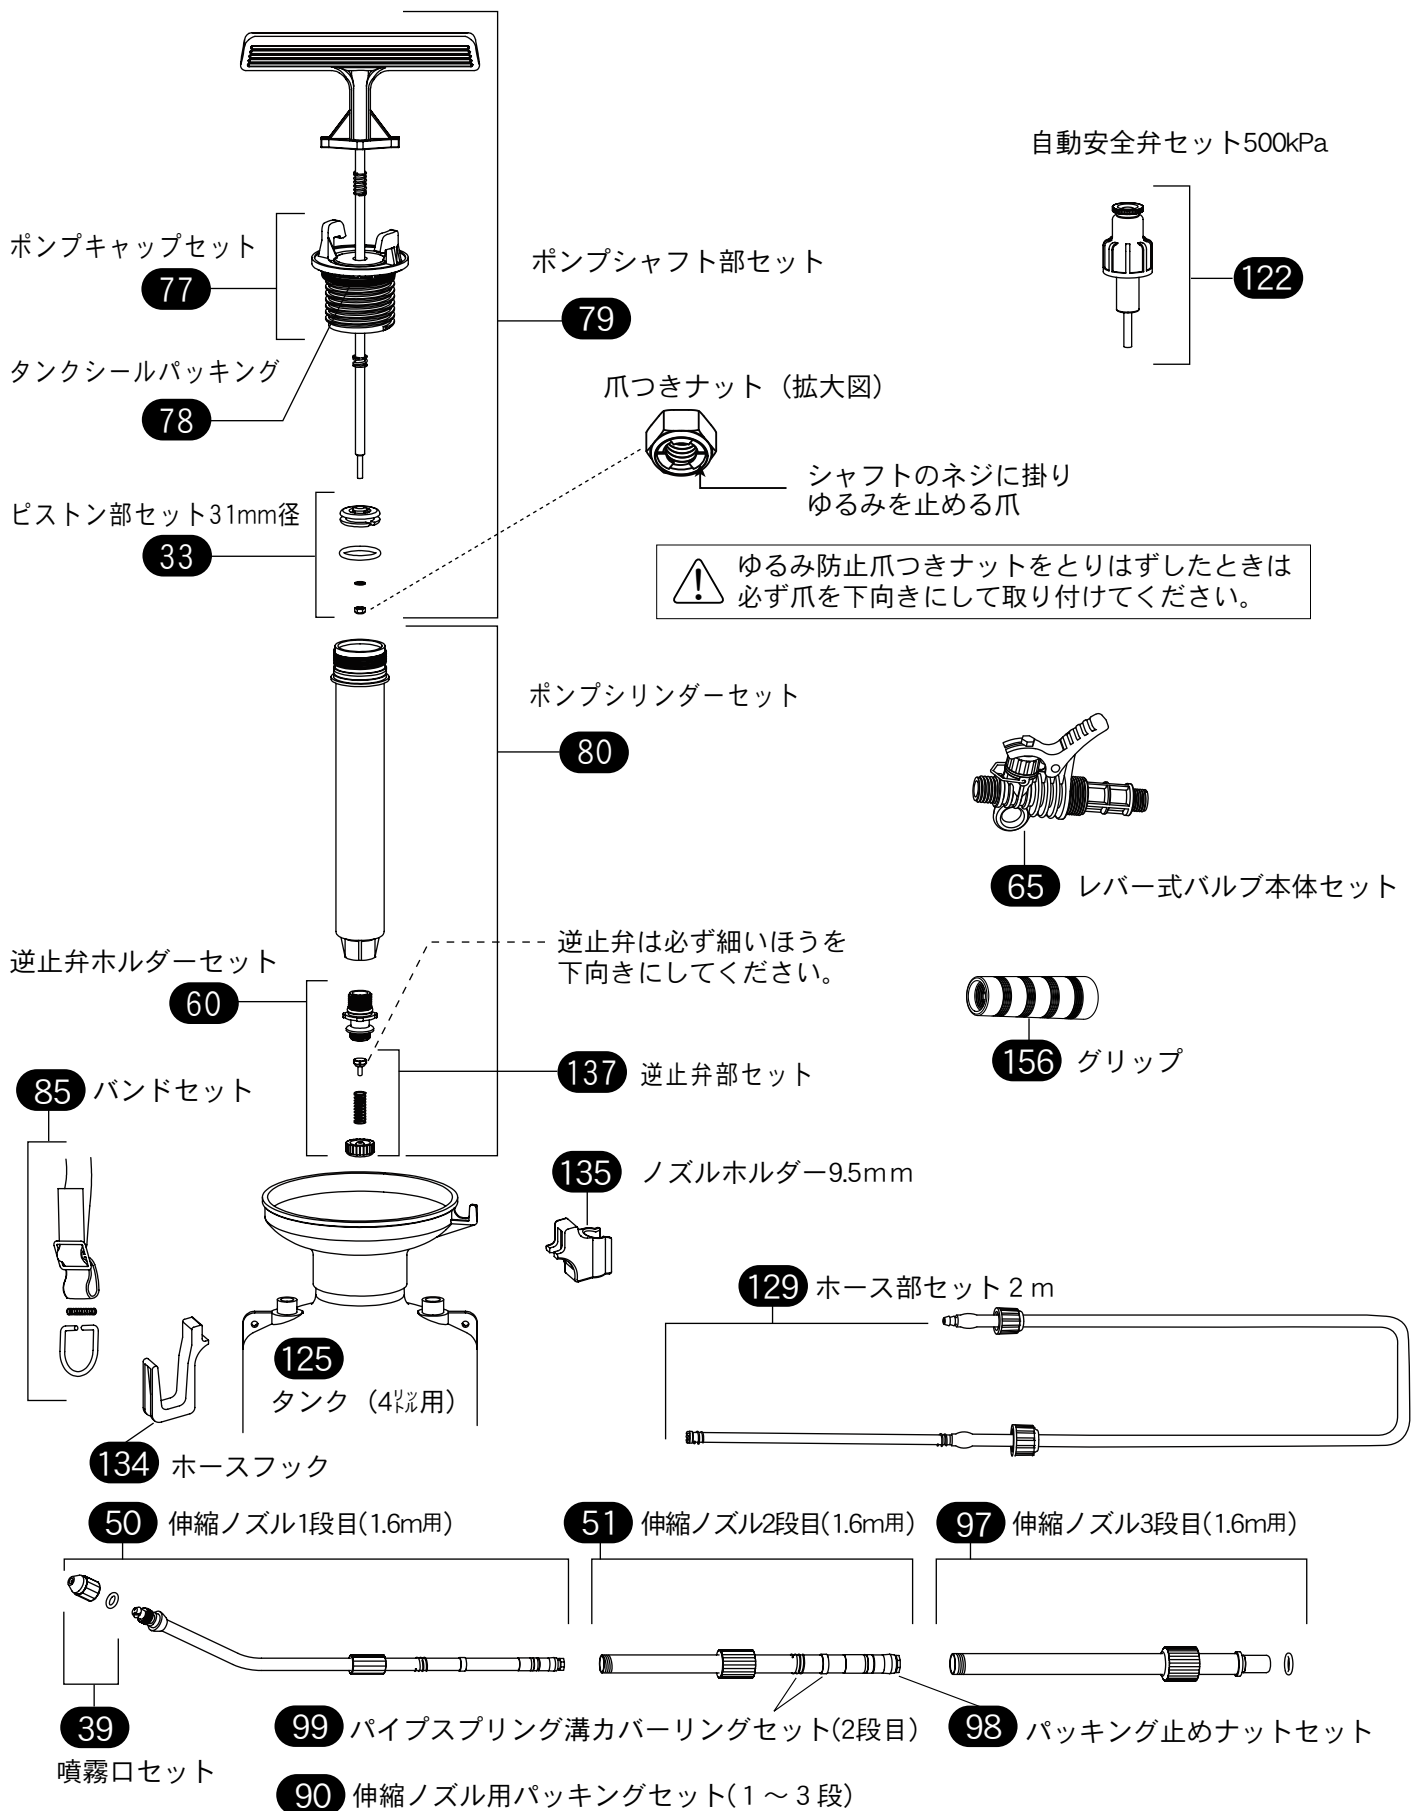 自動安全弁セット500kPa
122
ポンプキャップセット
77
ポンプシャフト部セット
79
タンクシールパッキング
78
爪つきナット（拡大図）
シャフトのネジに掛り
ゆるみを止める爪
ピストン部セット31mm径
33
ゆるみ防止爪つきナットをとりはずしたときは
必ず爪を下向きにして取り付けてください。
ポンプシリンダーセット
80
65 レバー式バルブ本体セット
逆止弁は必ず細いほうを
下向きにしてください。
逆止弁ホルダーセット
60
156 グリップ
137 逆止弁部セット
85 バンドセット
135 ノズルホルダー9.5mm
129 ホース部セット2m
125
タンク（4㍑用）
134 ホースフック
50 伸縮ノズル1段目(1.6m用)
51 伸縮ノズル2段目(1.6m用)
97 伸縮ノズル3段目(1.6m用)
39
噴霧口セット
99 パイプスプリング溝カバーリングセット(2段目)
98 パッキング止めナットセット
90 伸縮ノズル用パッキングセット(1～3段)